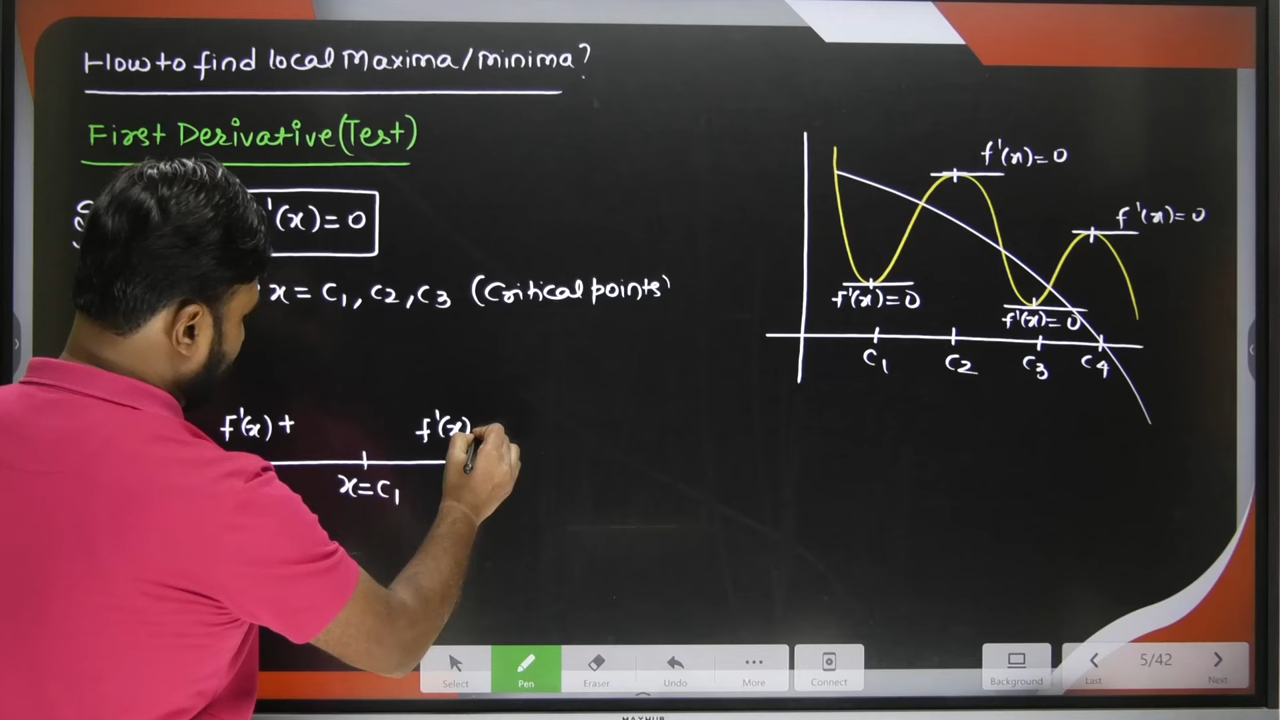 How to find local Maxima/Minima?
First Derivative (Test)
'(x)=0
x = C1, C2, C3 (Critical points)
f'(x)+ f'(x)
x=C1
f'(x)=0
f'(x)=0
f'(x)=0
f'(x)=0
C1 C2 C3 C4
Select Pen Eraser Undo More Connect Background Last 5/42 Next
MAXHUB